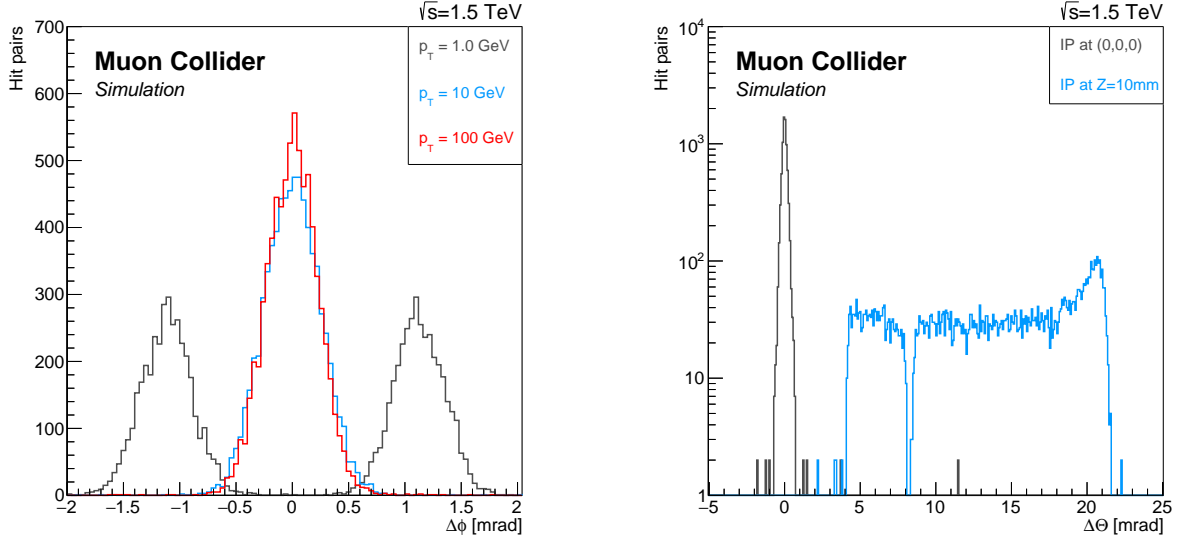 √s=1.5 TeV
Hit pairs
700
600
500
400
300
200
100
0
Muon Collider
Simulation
p_T = 1.0 GeV
p_T = 10 GeV
p_T = 100 GeV
−2 −1.5 −1 −0.5 0 0.5 1 1.5 2
Δϕ [mrad]
√s=1.5 TeV
Hit pairs
10^4
10^3
10^2
10
1
Muon Collider
Simulation
IP at (0,0,0)
IP at Z=10mm
−5 0 5 10 15 20 25
ΔΘ [mrad]